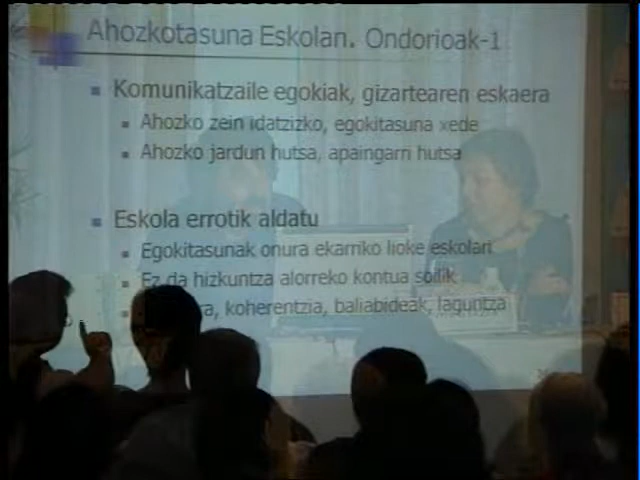 Ahozkotasuna Eskolan. Ondorioak-1
Komunikatzaile egokiak, gizartearen eskaera
Ahozko zein idatzizko, egokitasuna xede
Ahozko jardun hutsa, apaingarri hutsa
Eskola errotik aldatu
Egokitasunak onura ekarriko lioke eskolari
Ez da hizkuntza alorreko kontua soilik
koherentzia, baliabideak, laguntza